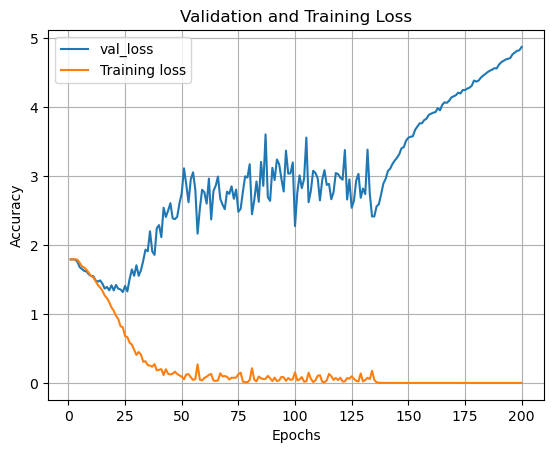 Validation and Training Loss
val_loss
Training loss
Accuracy
5
4
3
2
1
0
0 25 50 75 100 125 150 175 200
Epochs